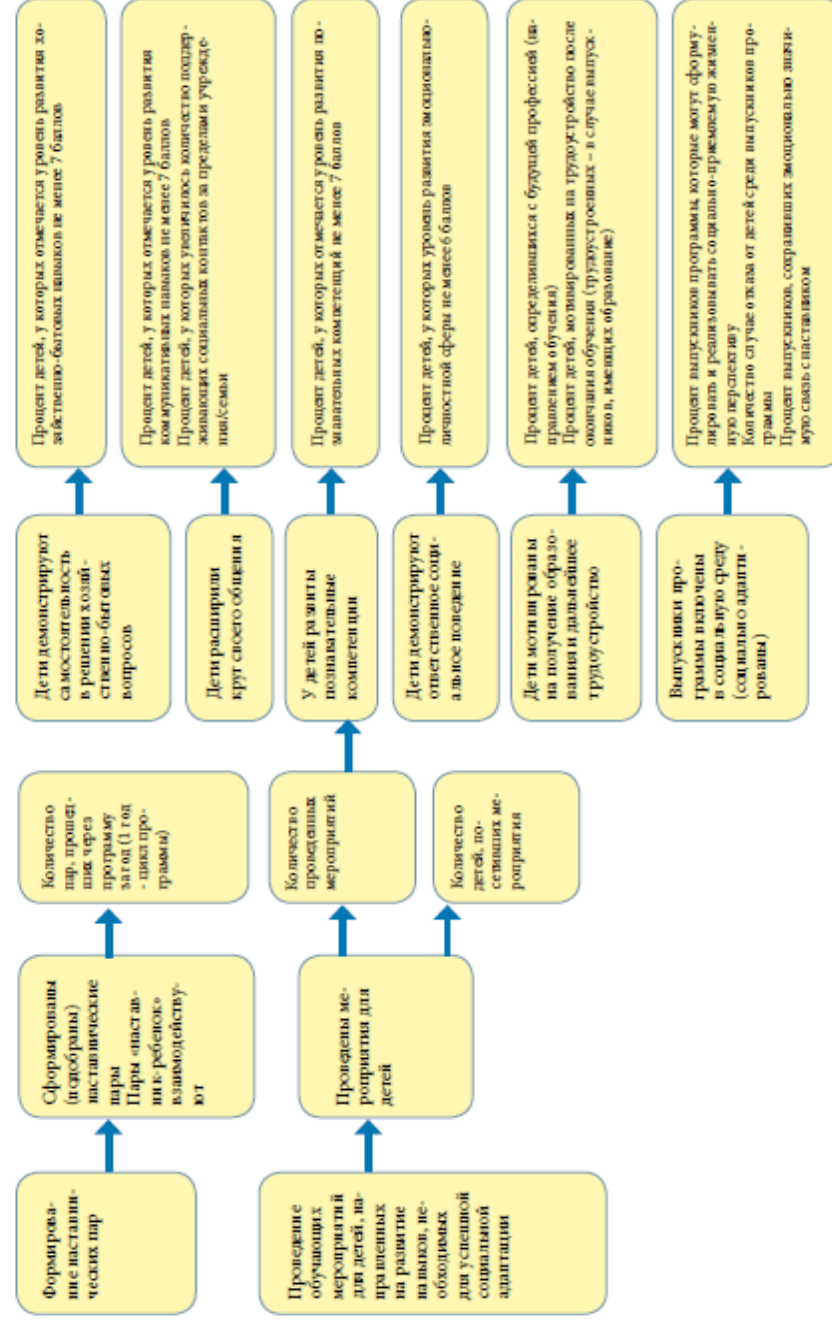 Формирова-
ние наставни-
ческих пар
Сформированы
(подобраны)
наставнические
пары
Пары «настав-
ник-ребенок»
взаимодейству-
ют
Количество
пар, прошед-
ших через
программу
за год (1 год
- цикл про-
граммы)
Проведение
обучающих
мероприятий
для детей, на-
правленных
на развитие
навыков, не-
обходимых
для успешной
социальной
адаптации
Проведены ме-
роприятия для
детей
Количество
проведенных
мероприятий
Количество
детей, по-
сетивших ме-
роприятия
Дети демонстрируют
самостоятельность
в решении хозяй-
ственно-бытовых
вопросов
Процент детей, у которых отмечается уровень развития хо-
зяйственно-бытовых навыков не менее 7 баллов
Дети расширили
круг своего общения
Процент детей, у которых отмечается уровень развития
коммуникативных навыков не менее 7 баллов
Процент детей, у которых увеличилось количество поддер-
живающих социальных контактов за пределами учрежде-
ния/семьи
У детей развиты
познавательные
компетенции
Процент детей, у которых отмечается уровень развития по-
знавательных компетенций не менее 7 баллов
Дети демонстрируют
ответственное соци-
альное поведение
Процент детей, у которых уровень развития эмоционально-
личностной сферы не менее 6 баллов
Дети мотивированы
на получение образо-
вания и дальнейшее
трудоустройство
Процент детей, определившихся с будущей профессией (на-
правлением обучения)
Процент детей, мотивированных на трудоустройство после
окончания обучения (трудоустроенных – в случае выпуск-
ников, имеющих образование)
Выпускники про-
граммы включены
в социальную среду
(социально адапти-
рованы)
Процент выпускников программы, которые могут сформу-
лировать и реализовывать социально-приемлемую жизнен-
ную перспективу
Количество случае отказа от детей среди выпускников про-
граммы
Процент выпускников, сохранивших эмоционально значи-
мую связь с наставником